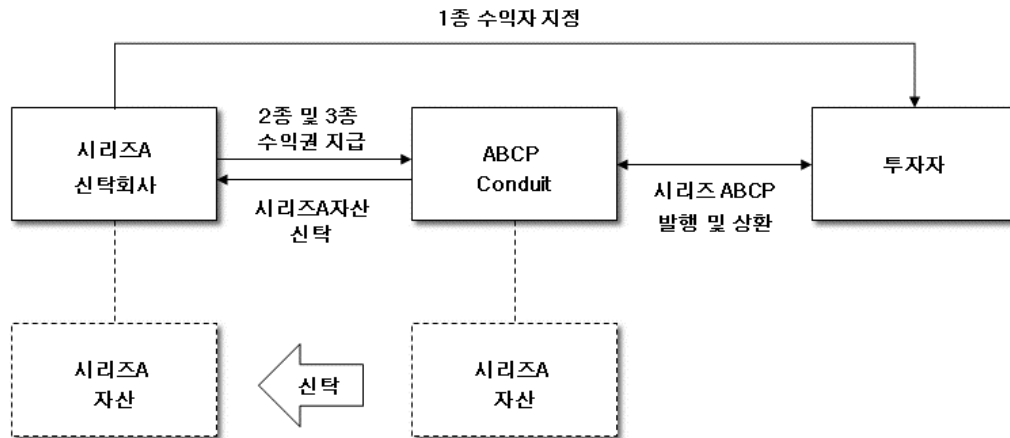 1종 수익자 지정
시리즈A
신탁회사
2종 및 3종
수익권 지급
시리즈A자산
신탁
ABCP
Conduit
시리즈 ABCP
발행 및 상환
투자자
시리즈A
자산
신탁
시리즈A
자산